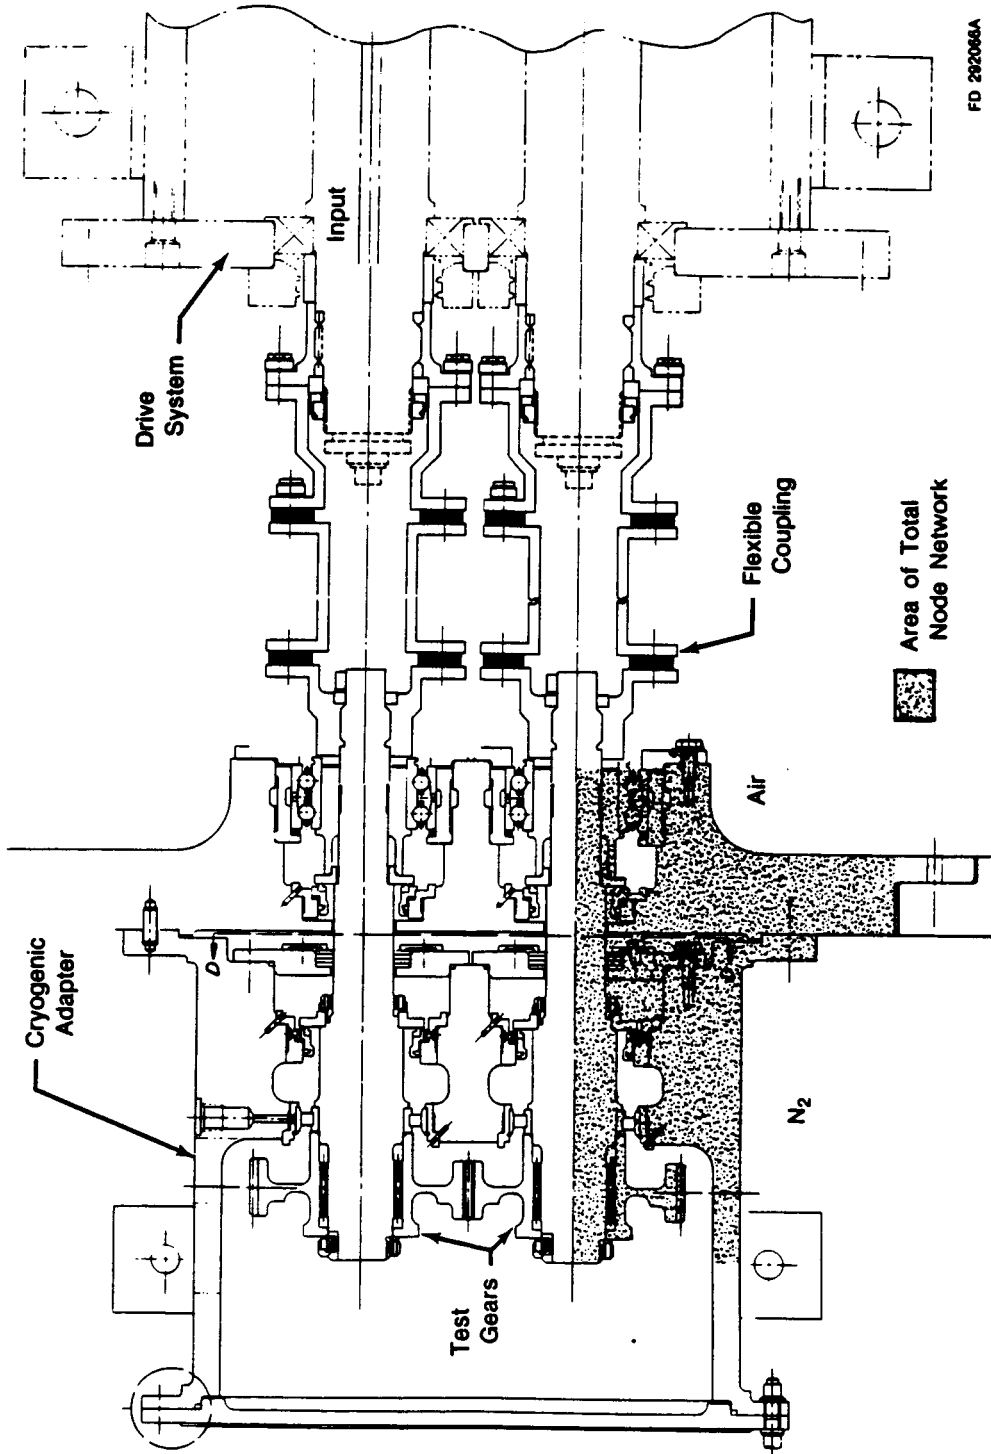 Cryogenic
Adapter
Drive
System
Input
D
D
Test
Gears
Flexible
Coupling
N₂
Air
Area of Total
Node Network
FD 292066A